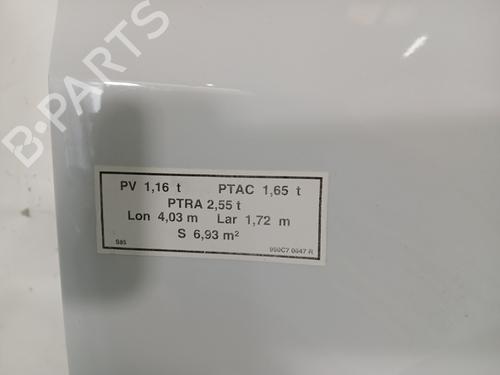 B-PARTS
PV 1,16 t PTAC 1,65 t
PTRA 2,55 t
Lon 4,03 m Lar 1,72 m
S 6,93 m²
S85 990C7 0047 R